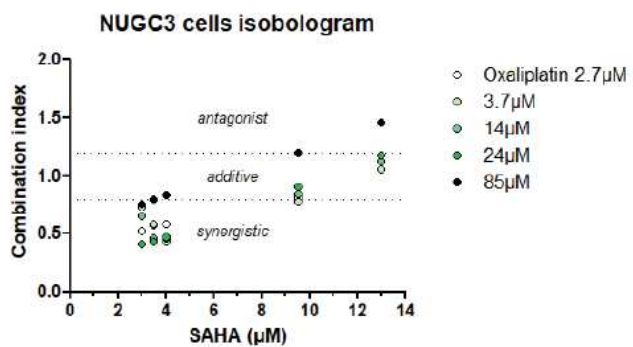 NUGC3 cells isobologram
Combination index
2.0
1.5
1.0
0.5
0.0
antagonist
additive
synergistic
0 2 4 6 8 10 12 14
SAHA (µM)
Oxaliplatin 2.7µM
3.7µM
14µM
24µM
85µM